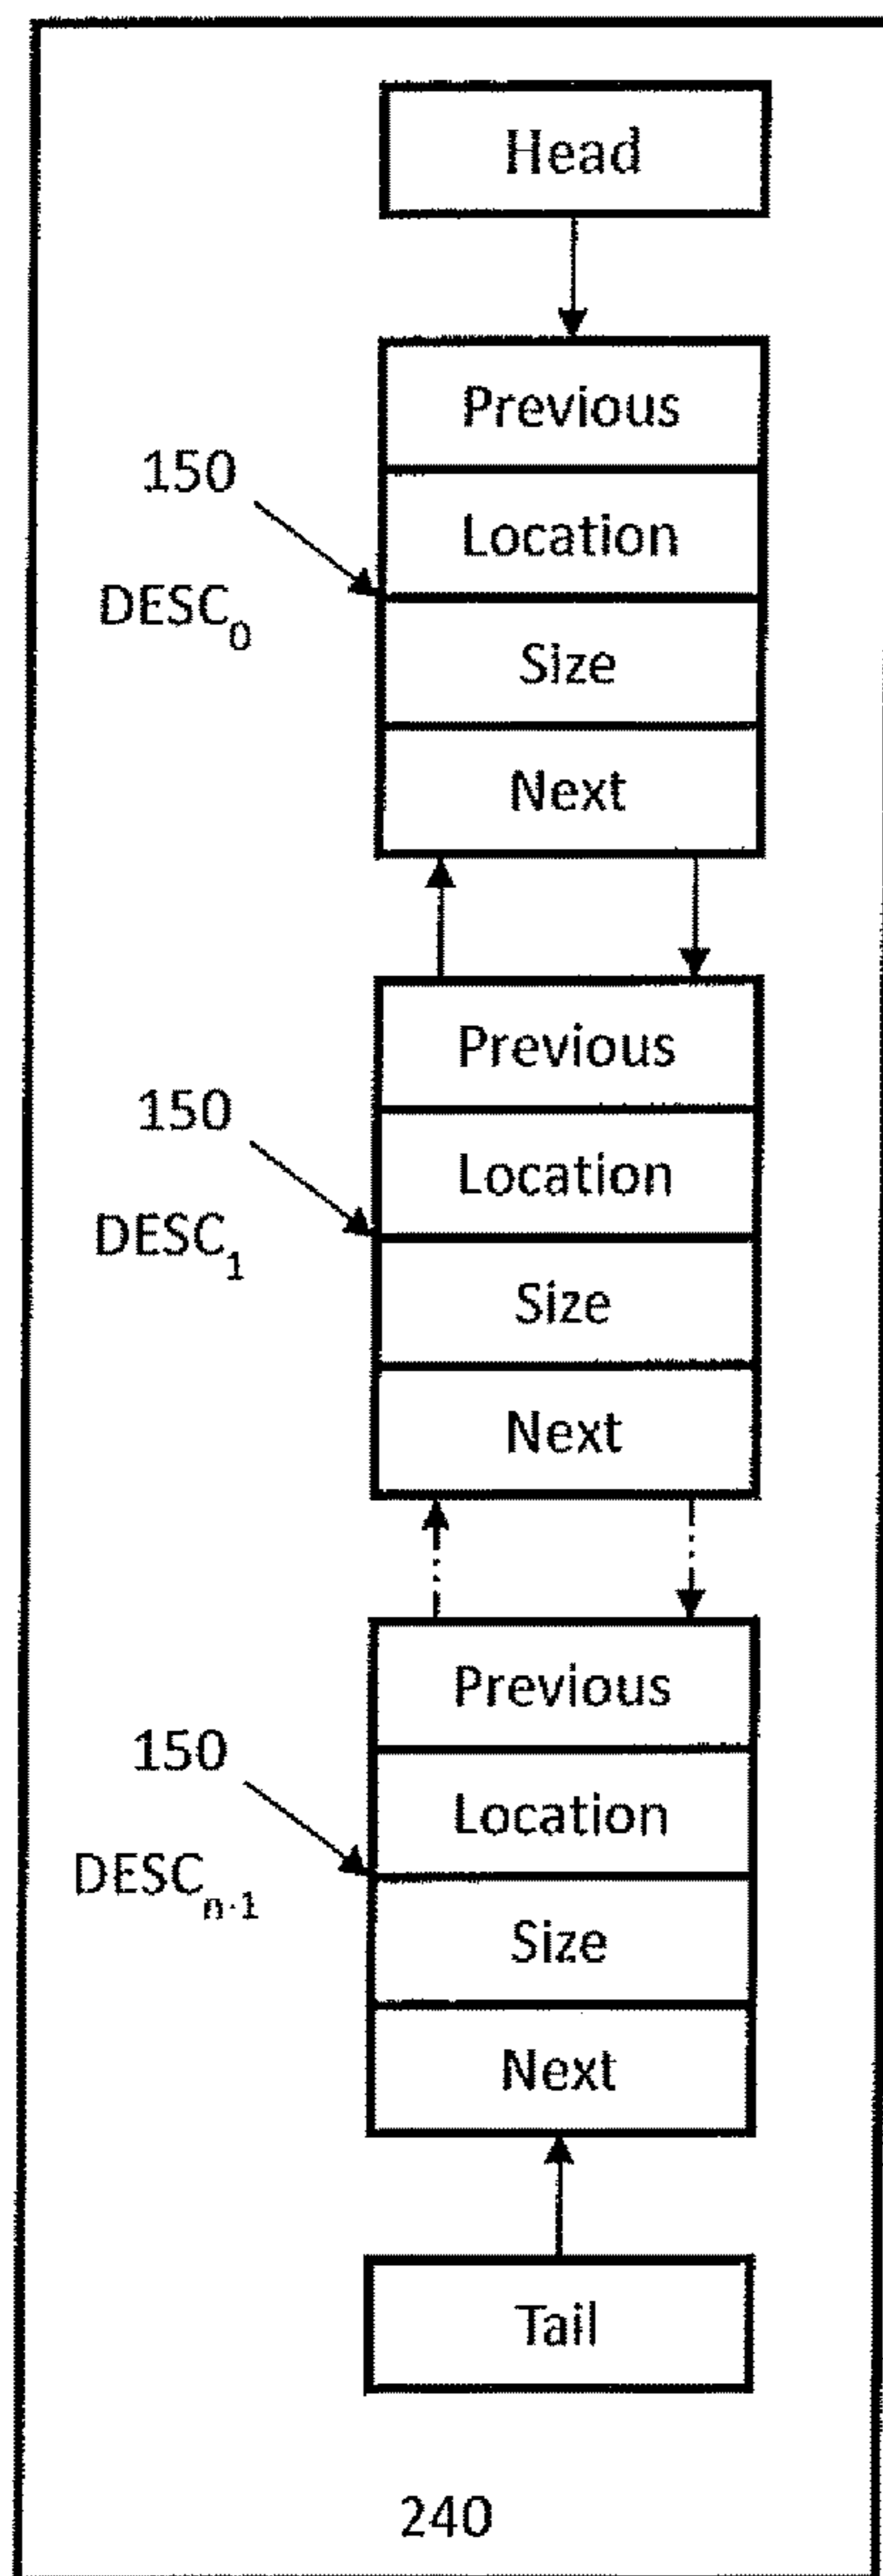 Head
Previous
150
Location
DESC₀
Size
Next
Previous
150
Location
DESC₁
Size
Next
Previous
150
Location
DESCₙ₋₁
Size
Next
Tail
240